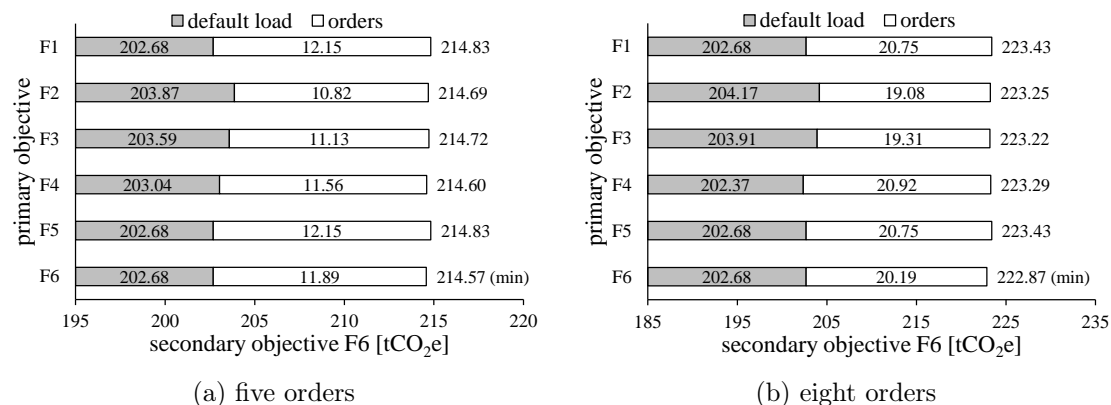 default load orders
F1 202.68 12.15 214.83
F2 203.87 10.82 214.69
F3 203.59 11.13 214.72
F4 203.04 11.56 214.60
F5 202.68 12.15 214.83
F6 202.68 11.89 214.57 (min)
primary objective
195 200 205 210 215 220
secondary objective F6 [tCO₂e]
(a) five orders
default load orders
F1 202.68 20.75 223.43
F2 204.17 19.08 223.25
F3 203.91 19.31 223.22
F4 202.37 20.92 223.29
F5 202.68 20.75 223.43
F6 202.68 20.19 222.87 (min)
primary objective
185 195 205 215 225 235
secondary objective F6 [tCO₂e]
(b) eight orders